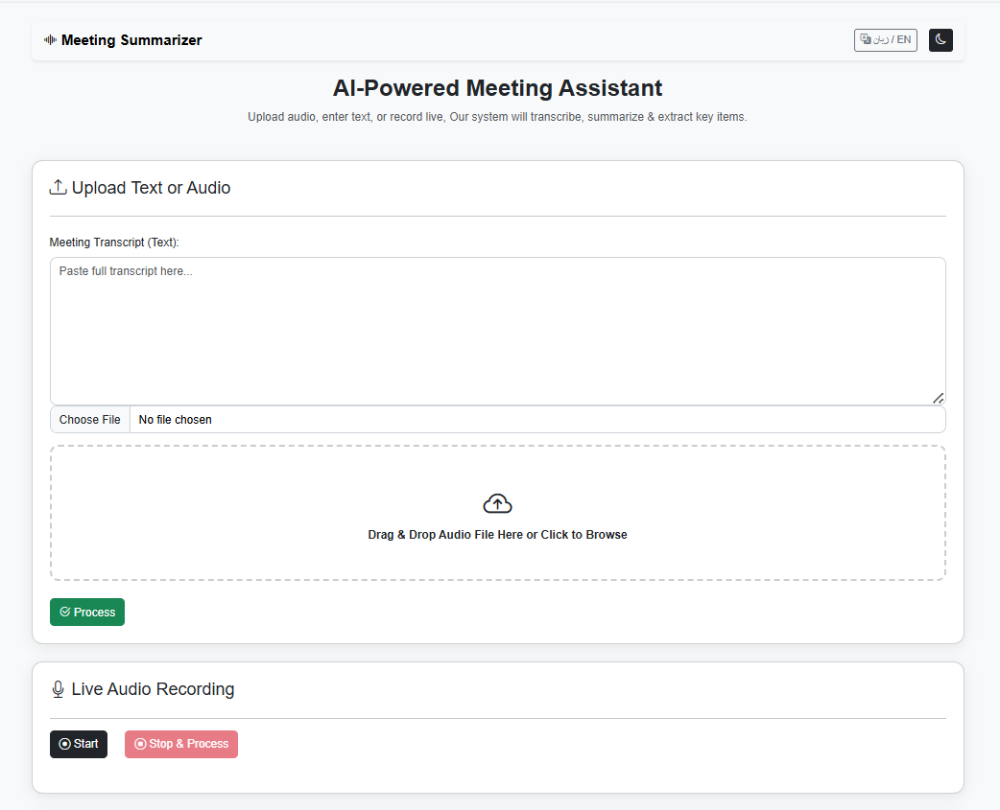 Meeting Summarizer
زبان / EN
AI-Powered Meeting Assistant
Upload audio, enter text, or record live, Our system will transcribe, summarize & extract key items.
Upload Text or Audio
Meeting Transcript (Text):
Paste full transcript here...
Choose File No file chosen
Drag & Drop Audio File Here or Click to Browse
Process
Live Audio Recording
Start Stop & Process